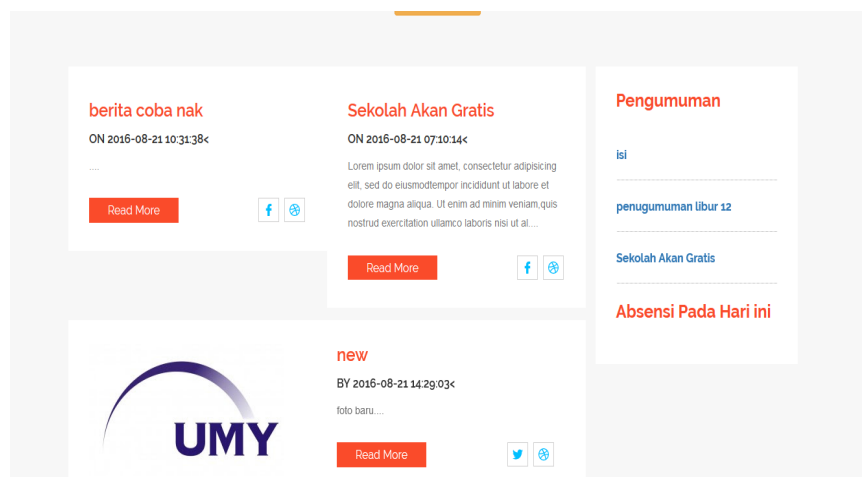 berita coba nak
ON 2016-08-21 10:31:38<
....
Read More
Sekolah Akan Gratis
ON 2016-08-21 07:10:14<
Lorem ipsum dolor sit amet, consectetur adipisicing
elit, sed do eiusmodtempor incididunt ut labore et
dolore magna aliqua. Ut enim ad minim veniam,quis
nostrud exercitation ullamco laboris nisi ut al....
Read More
UMY
new
BY 2016-08-21 14:29:03<
foto baru....
Read More
Pengumuman
isi
penugumuman libur 12
Sekolah Akan Gratis
Absensi Pada Hari ini